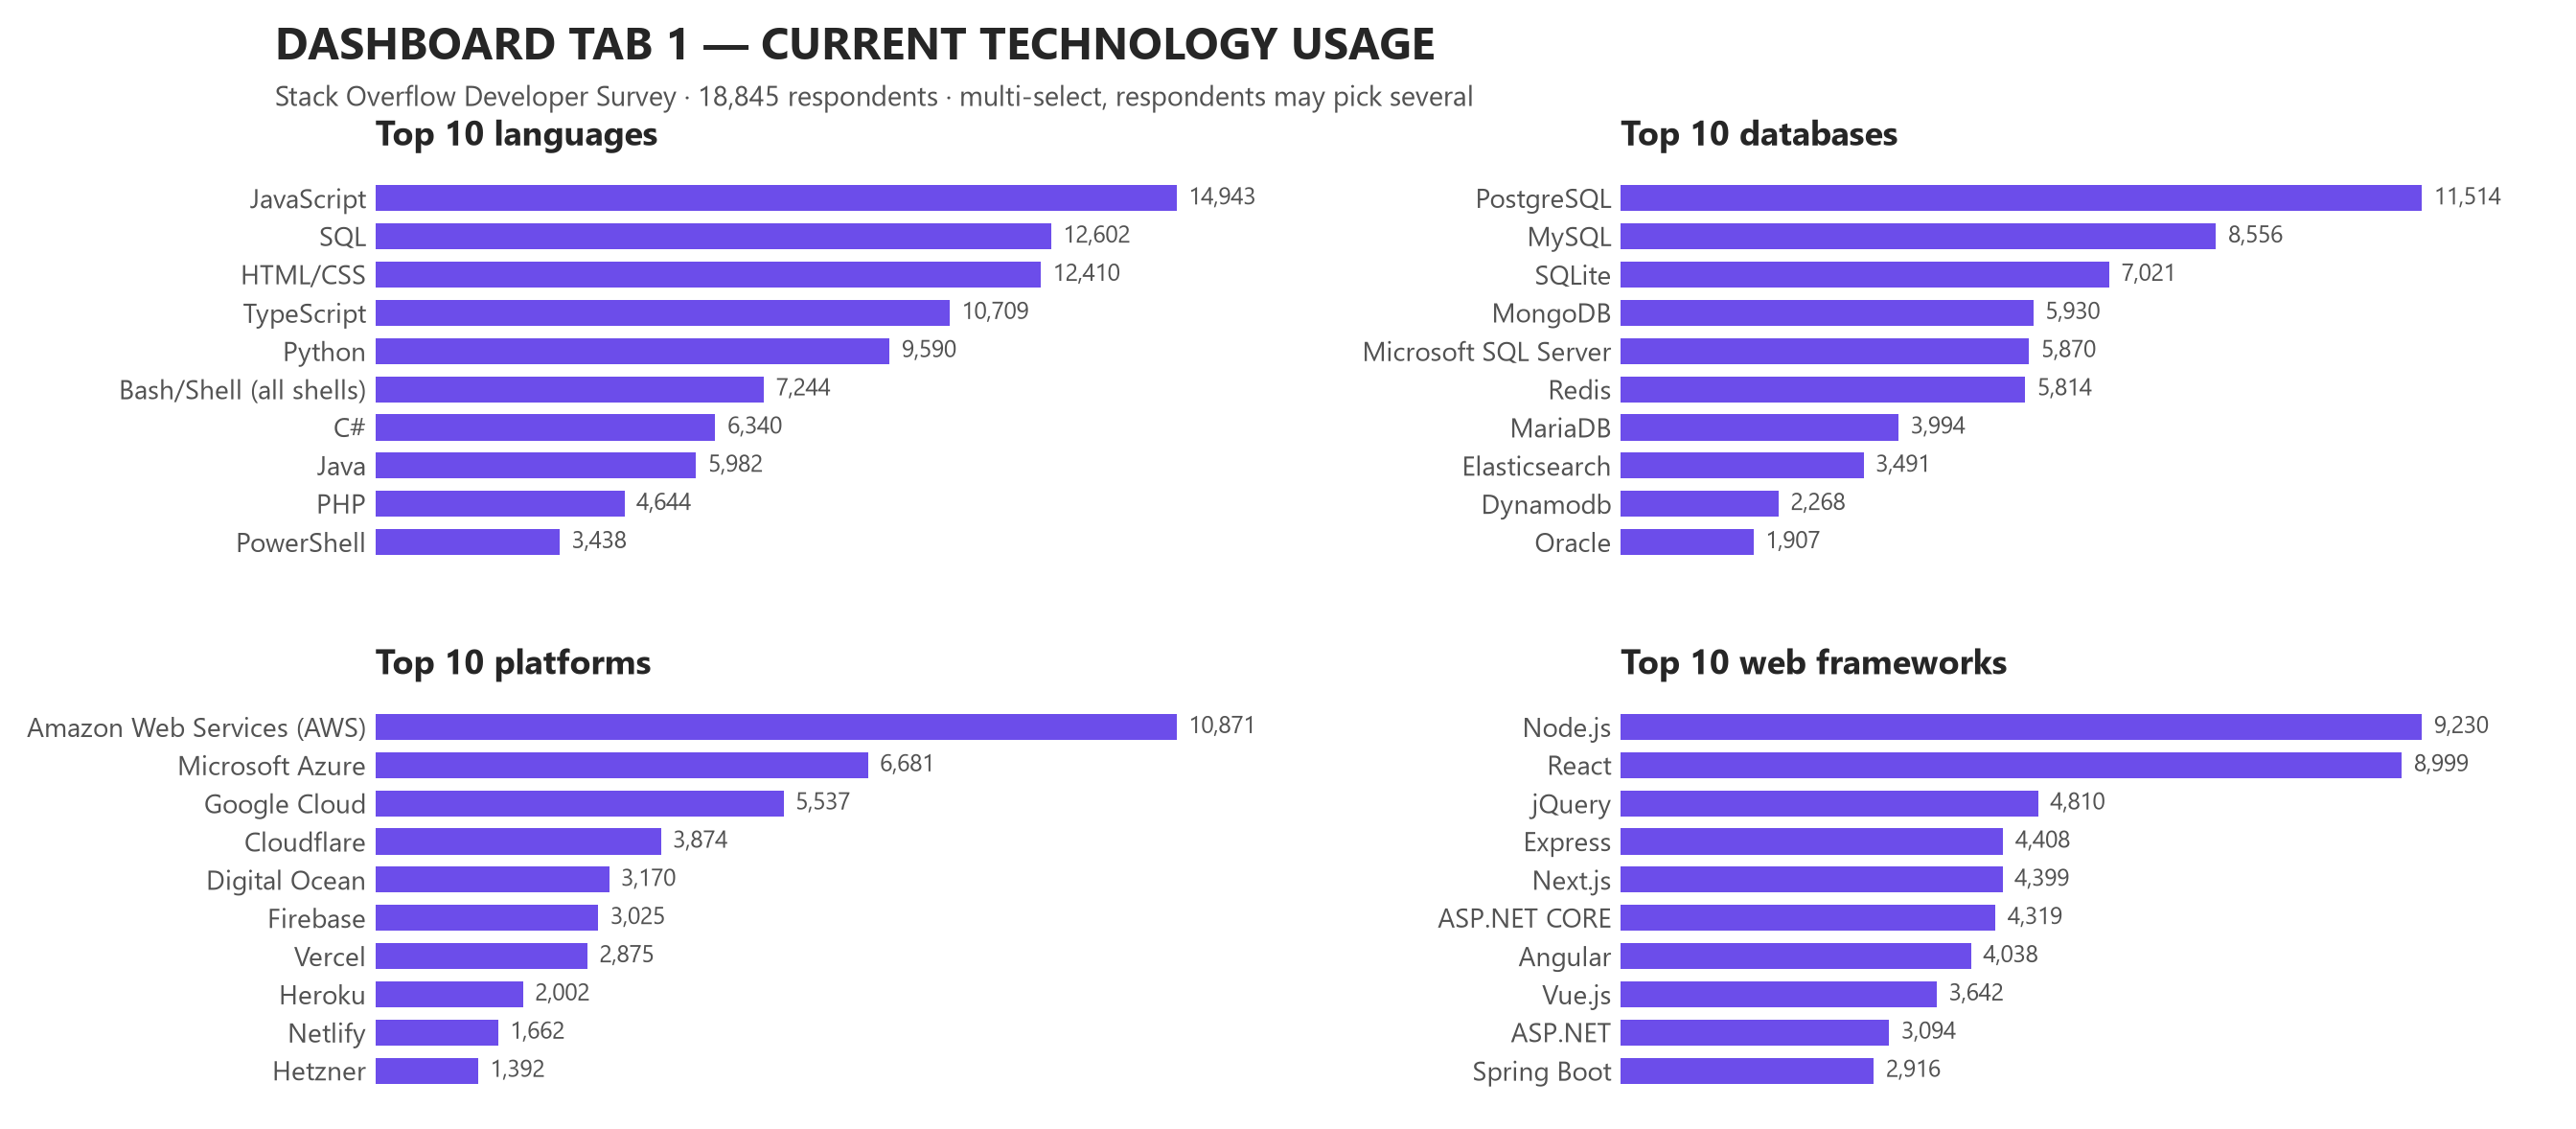 DASHBOARD TAB 1 — CURRENT TECHNOLOGY USAGE
Stack Overflow Developer Survey · 18,845 respondents · multi-select, respondents may pick several
Top 10 languages
JavaScript 14,943
SQL 12,602
HTML/CSS 12,410
TypeScript 10,709
Python 9,590
Bash/Shell (all shells) 7,244
C# 6,340
Java 5,982
PHP 4,644
PowerShell 3,438
Top 10 databases
PostgreSQL 11,514
MySQL 8,556
SQLite 7,021
MongoDB 5,930
Microsoft SQL Server 5,870
Redis 5,814
MariaDB 3,994
Elasticsearch 3,491
Dynamodb 2,268
Oracle 1,907
Top 10 platforms
Amazon Web Services (AWS) 10,871
Microsoft Azure 6,681
Google Cloud 5,537
Cloudflare 3,874
Digital Ocean 3,170
Firebase 3,025
Vercel 2,875
Heroku 2,002
Netlify 1,662
Hetzner 1,392
Top 10 web frameworks
Node.js 9,230
React 8,999
jQuery 4,810
Express 4,408
Next.js 4,399
ASP.NET CORE 4,319
Angular 4,038
Vue.js 3,642
ASP.NET 3,094
Spring Boot 2,916